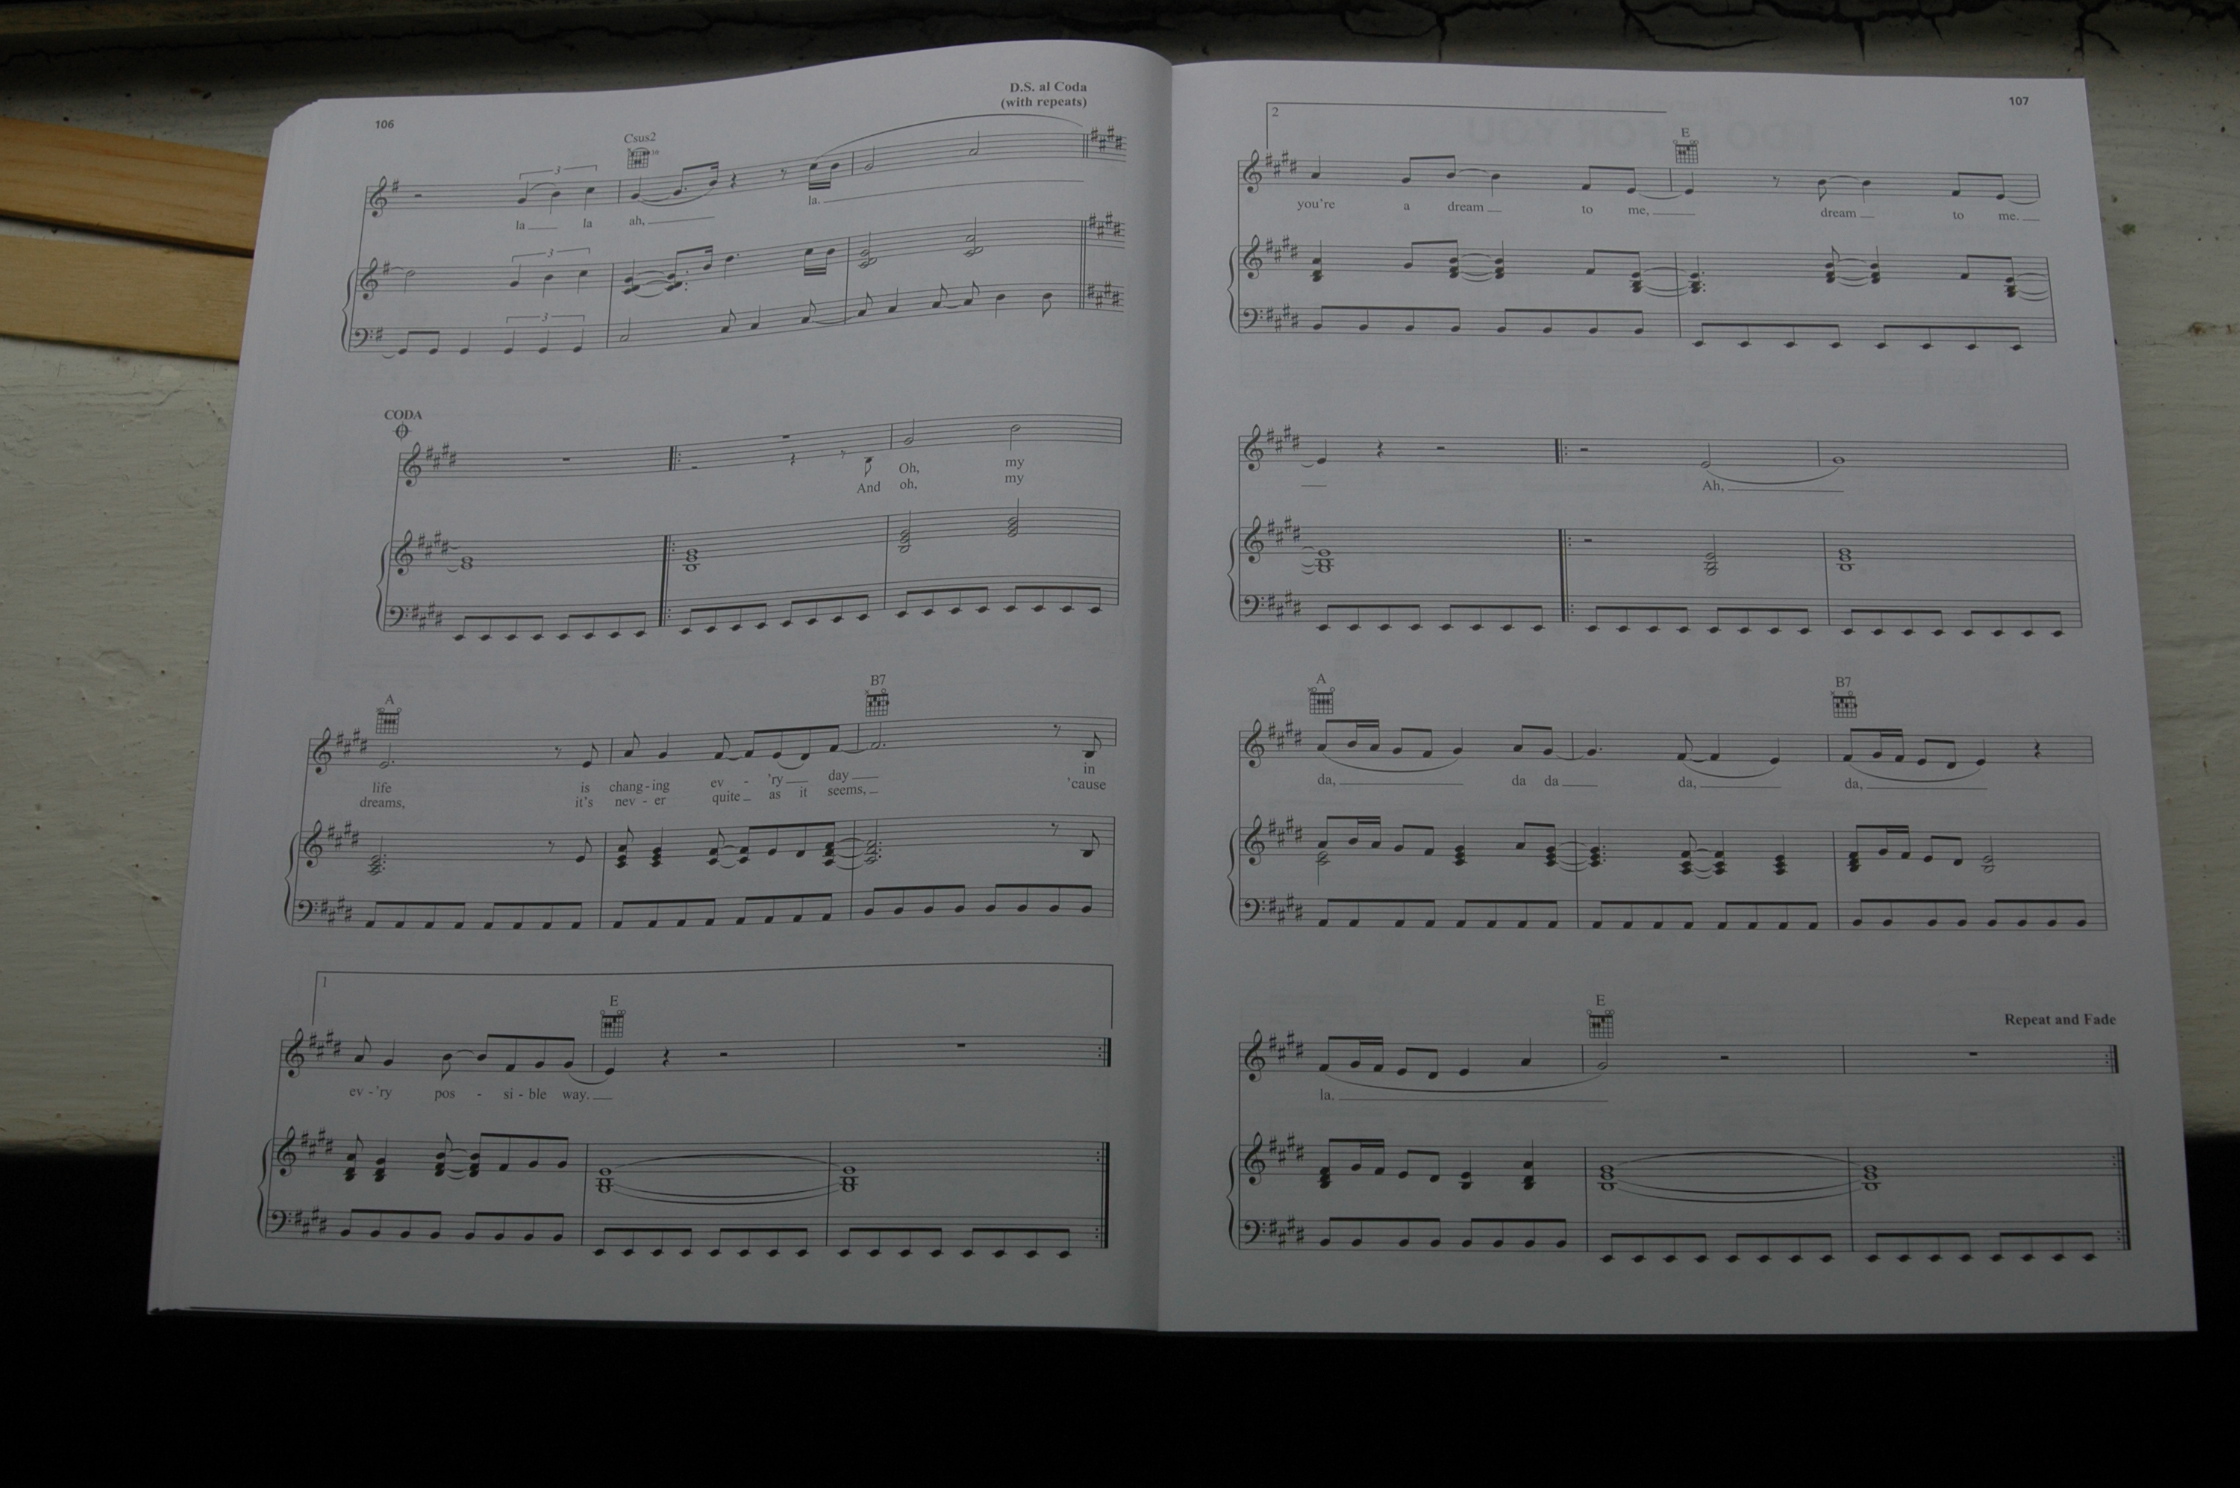 106
D.S. al Coda
(with repeats)
Csus2
3
la la ah, la.
3
3
CODA
Oh, my
And oh, my
A B7
life is chang - ing ev - 'ry day in
dreams, it's nev - er quite as it seems, 'cause
1
E
ev - 'ry pos - si - ble way.
107
2
E
you're a dream to me, dream to me.
Ah,
A B7
da, da da da, da,
E
Repeat and Fade
la.